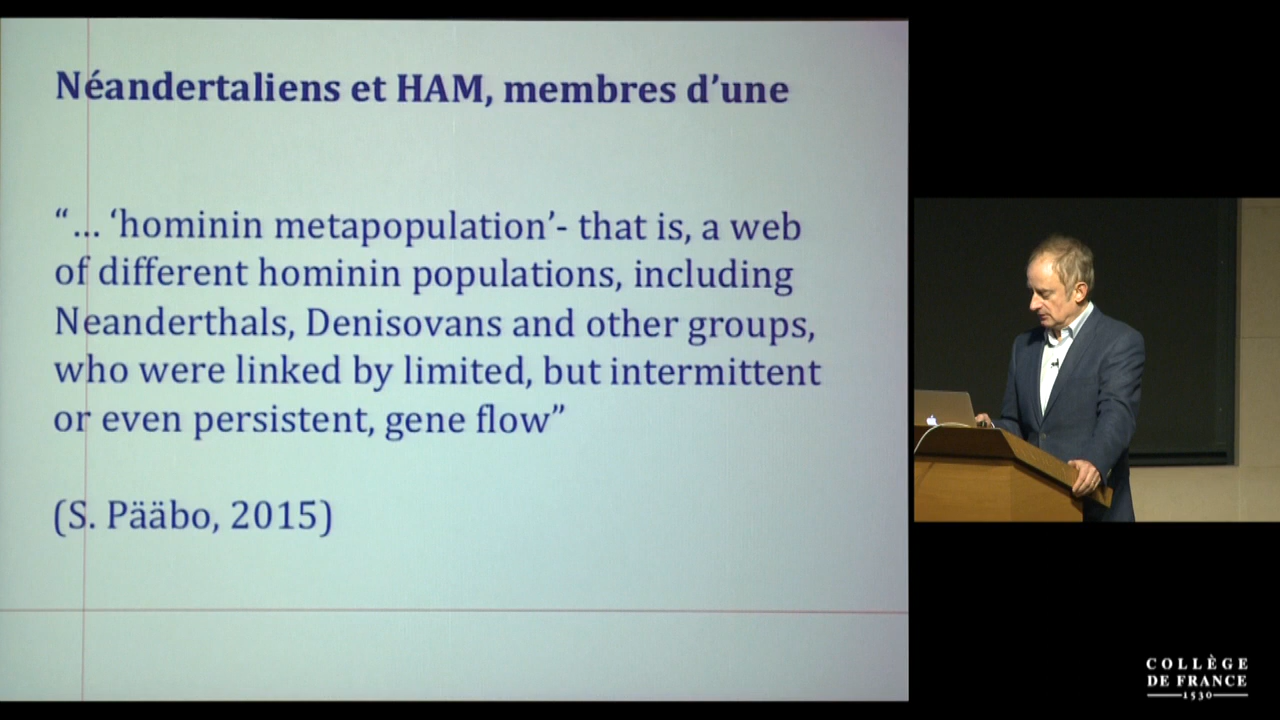 Néandertaliens et HAM, membres d’une
“… ‘hominin metapopulation’- that is, a web
of different hominin populations, including
Neanderthals, Denisovans and other groups,
who were linked by limited, but intermittent
or even persistent, gene flow”
(S. Pääbo, 2015)
COLLÈGE
DE FRANCE
1530